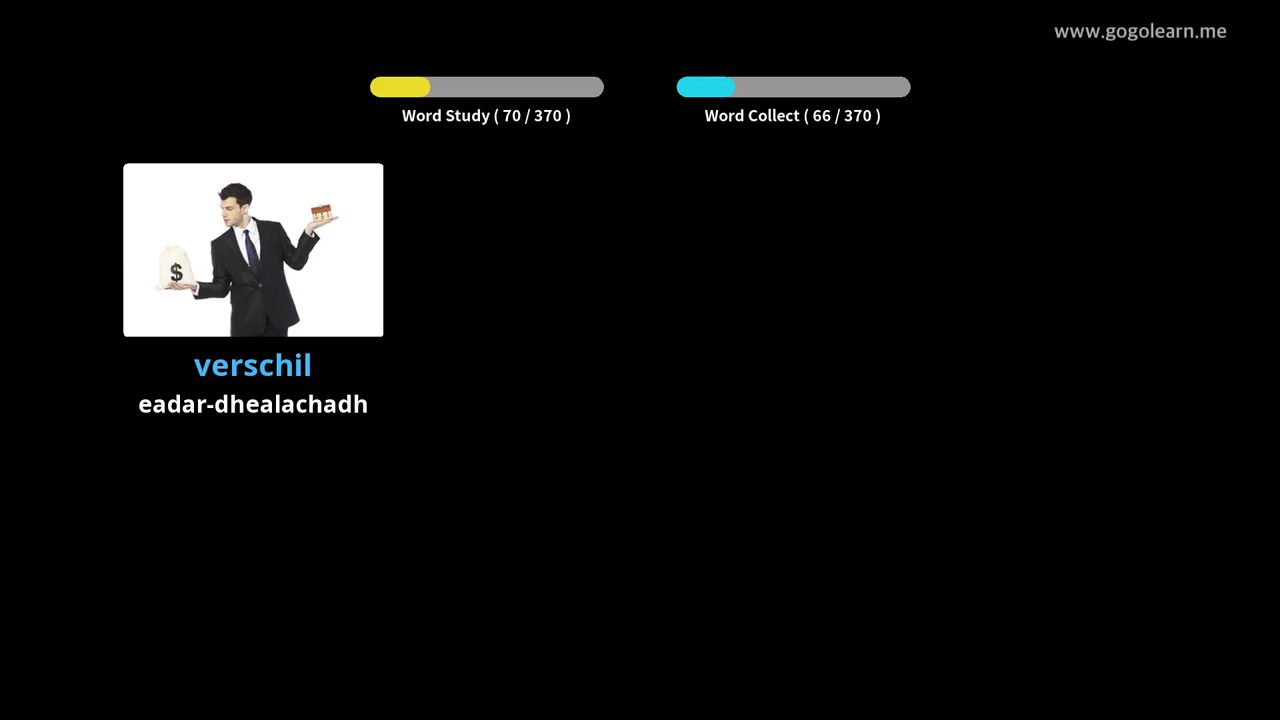 www.gogolearn.me
Word Study ( 70 / 370 )
Word Collect ( 66 / 370 )
$
verschil
eadar-dhealachadh